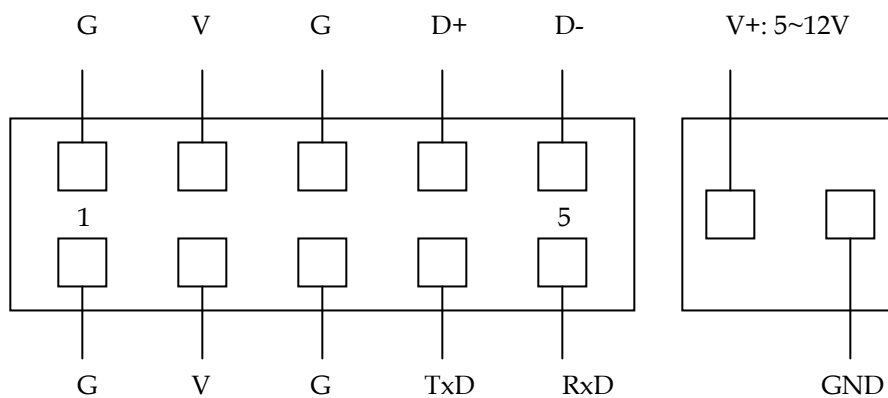 G V G D+ D- V+: 5~12V
1 5
G V G TxD RxD GND